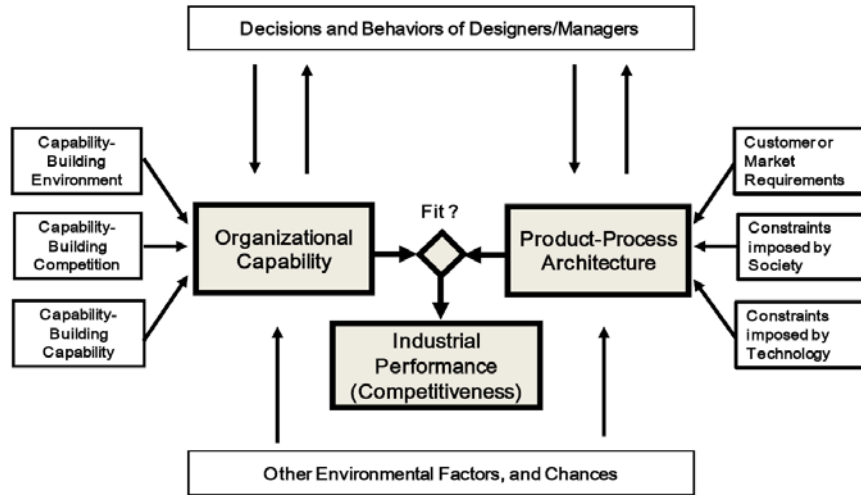 Decisions and Behaviors of Designers/Managers
Capability-
Building
Environment
Capability-
Building
Competition
Capability-
Building
Capability
Organizational
Capability
Fit ?
Product-Process
Architecture
Customer or
Market
Requirements
Constraints
imposed by
Society
Constraints
imposed by
Technology
Industrial
Performance
(Competitiveness)
Other Environmental Factors, and Chances